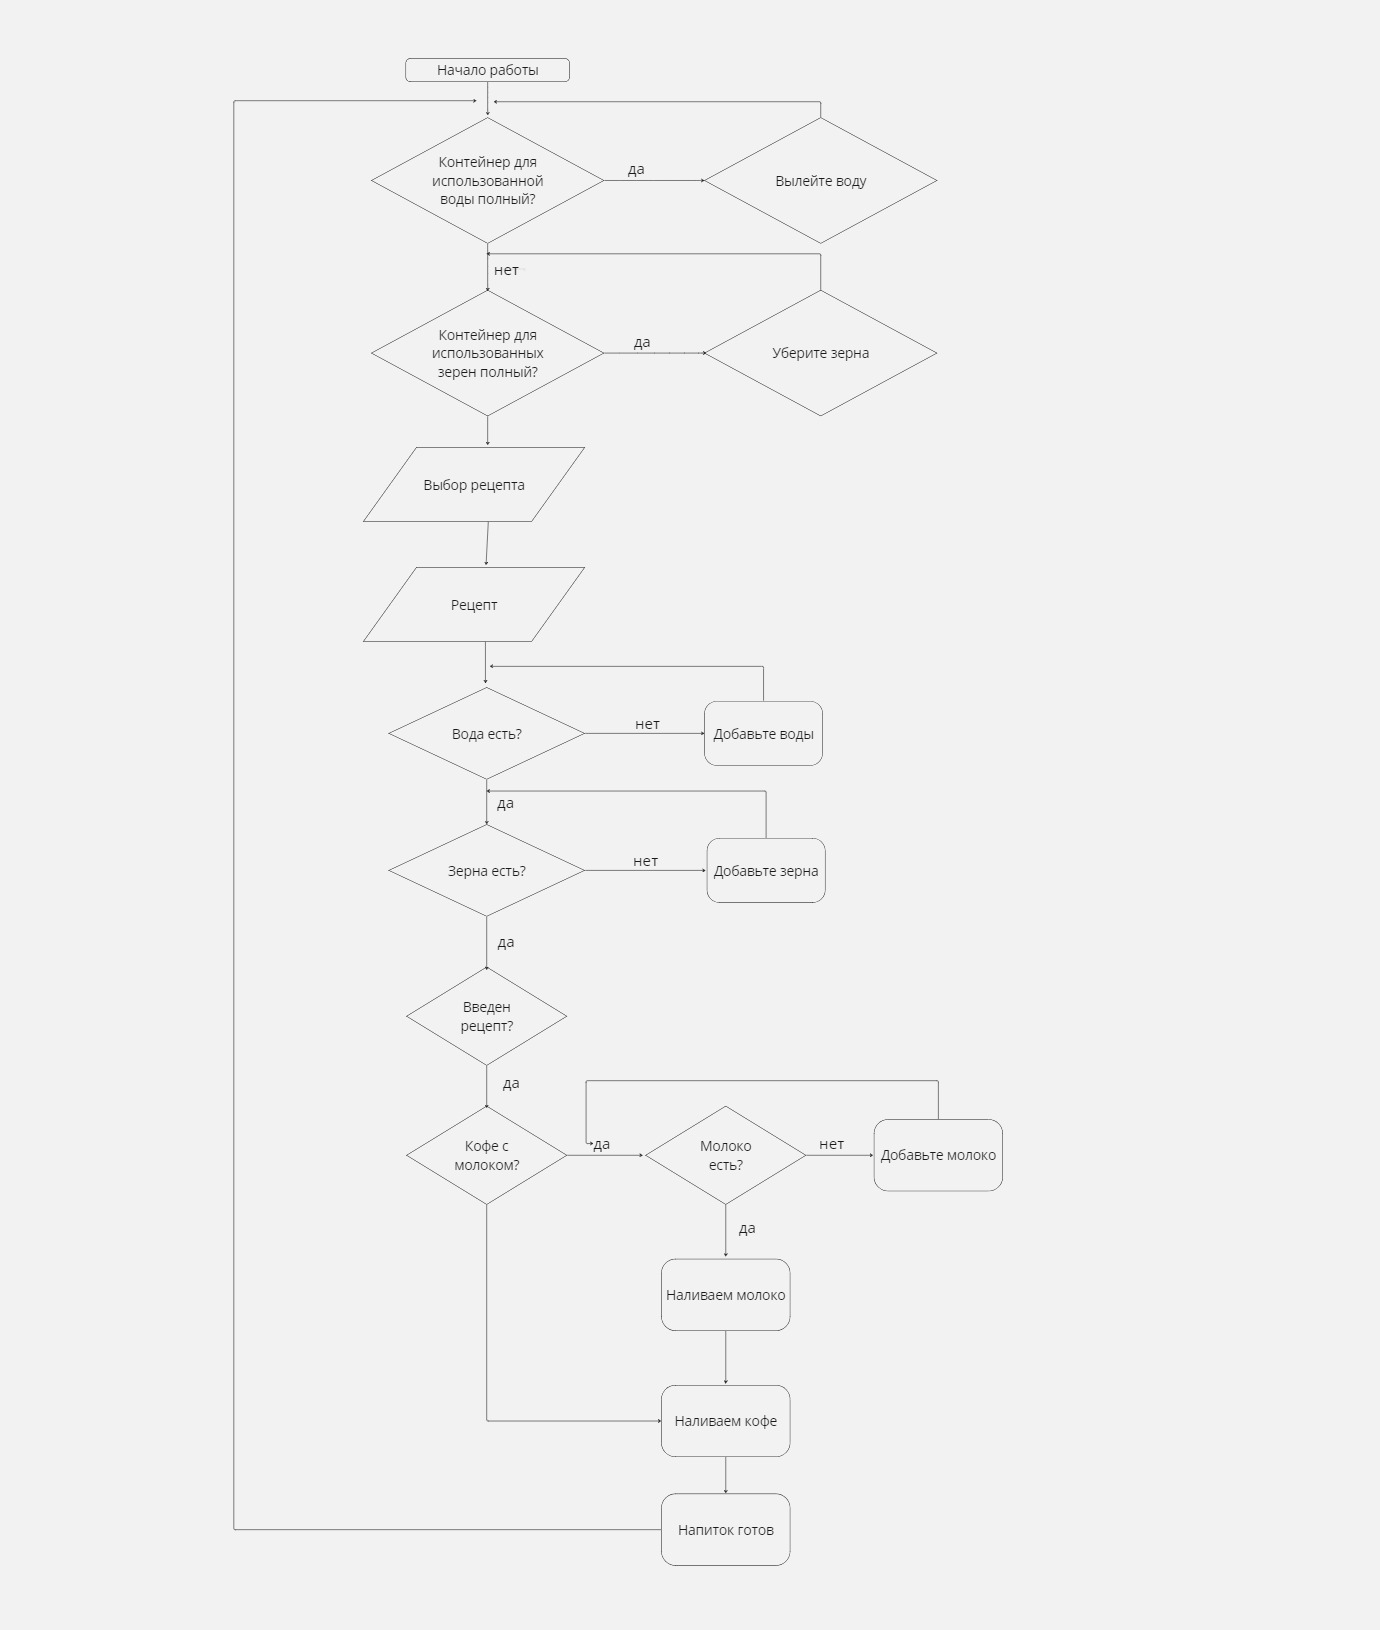 Начало работы
Контейнер для
использованной
воды полный?
да
Вылейте воду
нет
Контейнер для
использованных
зерен полный?
да
Уберите зерна
Выбор рецепта
Рецепт
Вода есть?
нет
Добавьте воды
да
Зерна есть?
нет
Добавьте зерна
да
Введен
рецепт?
да
Кофе с
молоком?
да
Молоко
есть?
нет
Добавьте молоко
да
Наливаем молоко
Наливаем кофе
Напиток готов